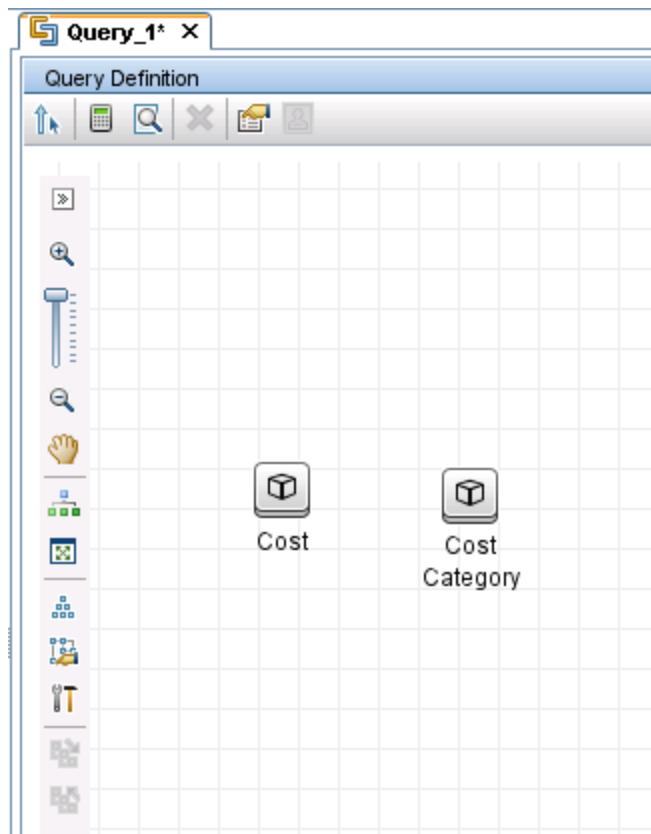 Query_1* X
Query Definition
Cost
Cost
Category